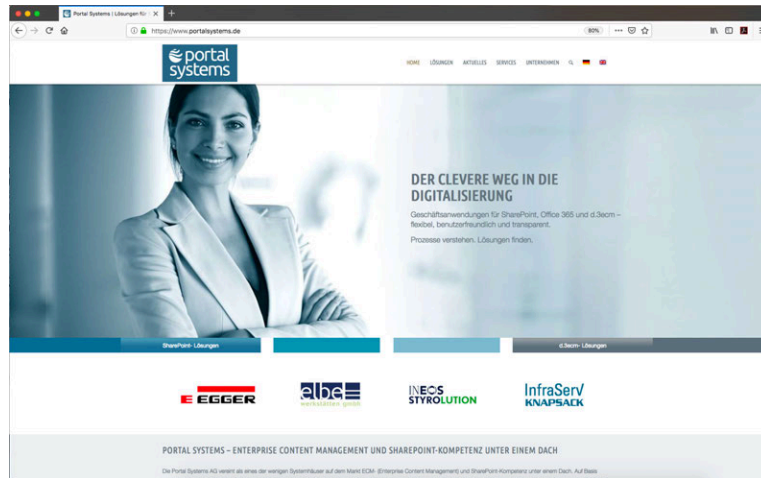 Portal Systems | Lösungen für
https://www.portalsystems.de
80%
portal
systems
HOME LÖSUNGEN AKTUELLES SERVICES UNTERNEHMEN
DER CLEVERE WEG IN DIE
DIGITALISIERUNG
Geschäftsanwendungen für SharePoint, Office 365 und d.3ecm –
flexibel, benutzerfreundlich und transparent.
Prozesse verstehen. Lösungen finden.
SharePoint- Lösungen
d.3ecm- Lösungen
EGGER
elbe
werkstätten gmbh
INEOS
STYROLUTION
InfraServ
KNAPSACK
PORTAL SYSTEMS – ENTERPRISE CONTENT MANAGEMENT UND SHAREPOINT-KOMPETENZ UNTER EINEM DACH
Die Portal Systems AG vereint als eines der wenigen Systemhäuser auf dem Markt ECM- (Enterprise Content Management) und SharePoint-Kompetenz unter einem Dach. Auf Basis